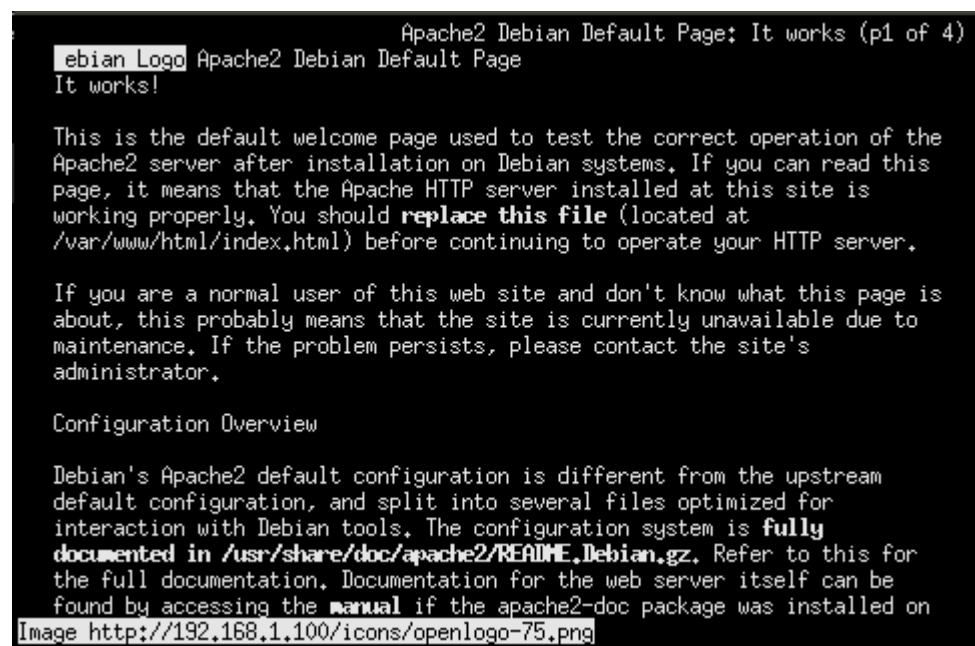 Apache2 Debian Default Page: It works (p1 of 4)
ebian Logo Apache2 Debian Default Page
It works!
This is the default welcome page used to test the correct operation of the
Apache2 server after installation on Debian systems. If you can read this
page, it means that the Apache HTTP server installed at this site is
working properly. You should replace this file (located at
/var/www/html/index.html) before continuing to operate your HTTP server.
If you are a normal user of this web site and don't know what this page is
about, this probably means that the site is currently unavailable due to
maintenance. If the problem persists, please contact the site's
administrator.
Configuration Overview
Debian's Apache2 default configuration is different from the upstream
default configuration, and split into several files optimized for
interaction with Debian tools. The configuration system is fully
documented in /usr/share/doc/apache2/README.Debian.gz. Refer to this for
the full documentation. Documentation for the web server itself can be
found by accessing the manual if the apache2-doc package was installed on
Image http://192.168.1.100/icons/openlogo-75.png